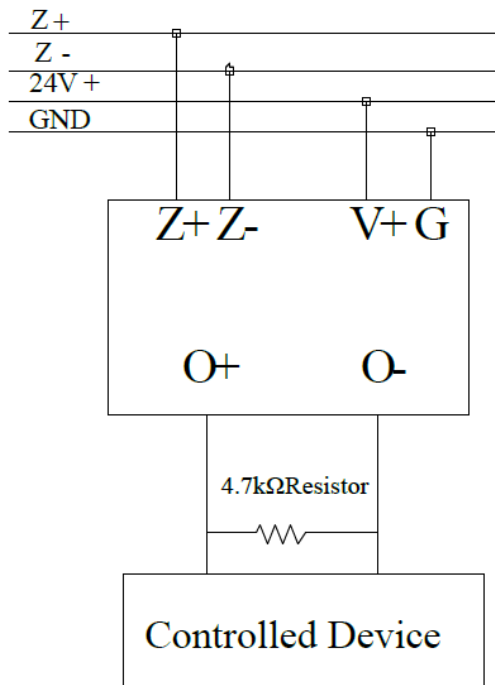 Z+
Z -
24V +
GND
Z+ Z- V+ G
O+ O-
4.7kΩResistor
Controlled Device